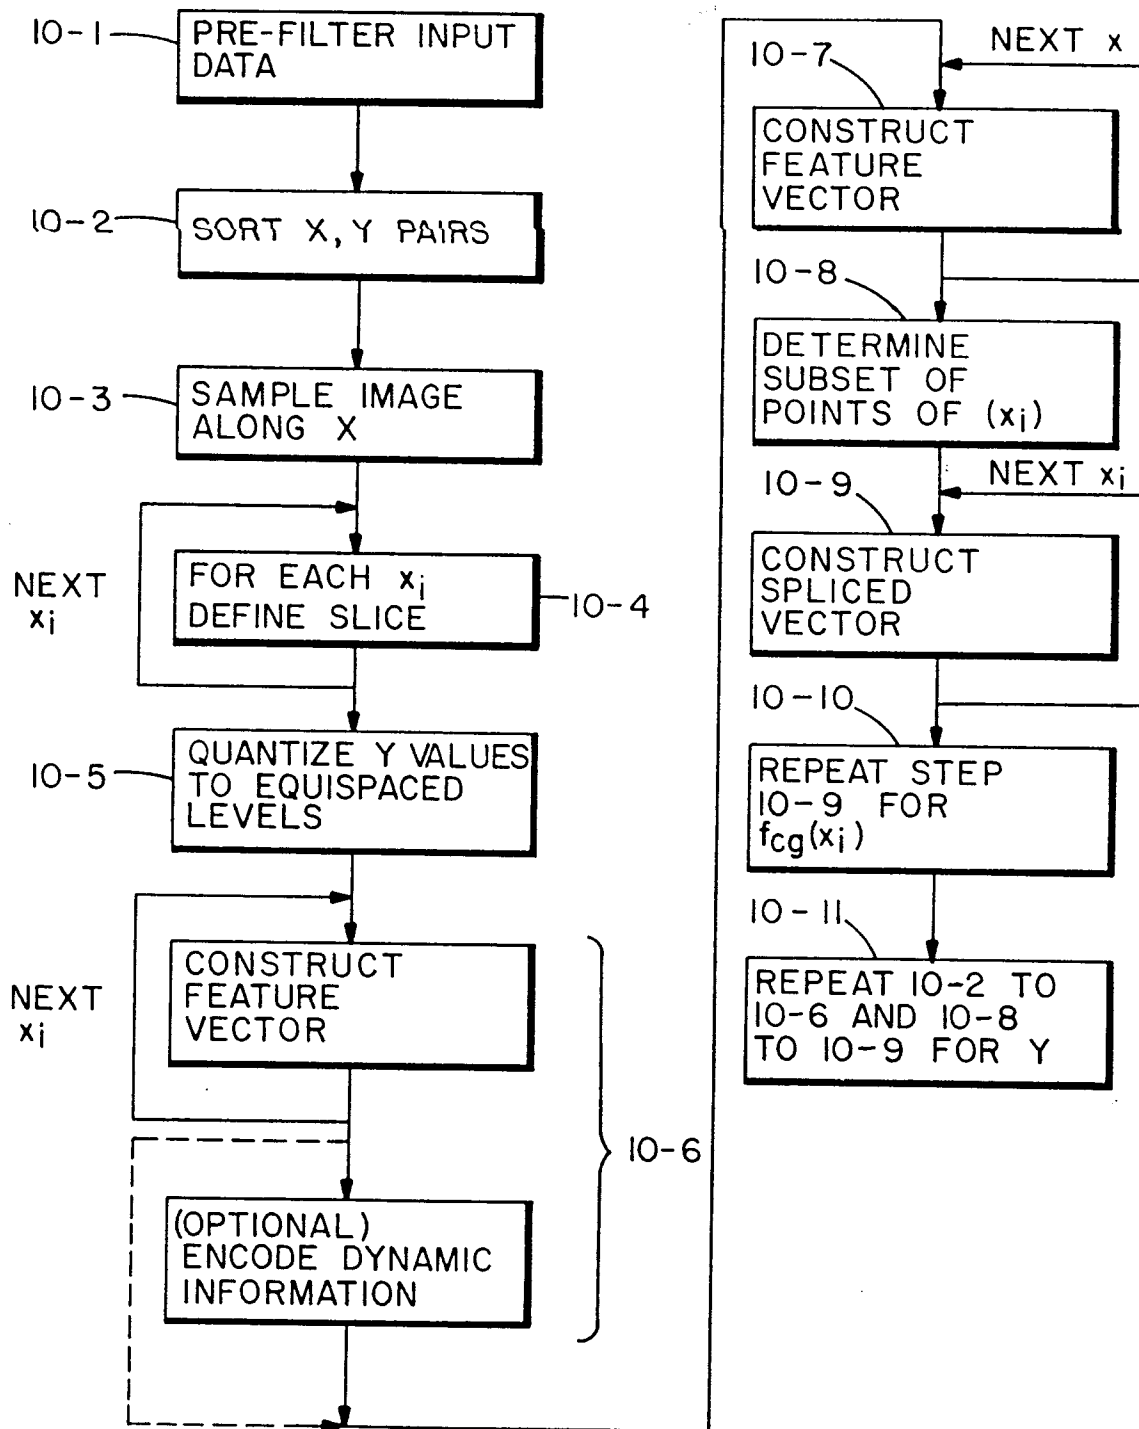 10-1
PRE-FILTER INPUT
DATA
10-2
SORT X, Y PAIRS
10-3
SAMPLE IMAGE
ALONG X
NEXT
xi
FOR EACH xi
DEFINE SLICE
10-4
10-5
QUANTIZE Y VALUES
TO EQUISPACED
LEVELS
NEXT
xi
CONSTRUCT
FEATURE
VECTOR
10-6
(OPTIONAL)
ENCODE DYNAMIC
INFORMATION
NEXT x
10-7
CONSTRUCT
FEATURE
VECTOR
10-8
DETERMINE
SUBSET OF
POINTS OF (xi)
NEXT xi
10-9
CONSTRUCT
SPLICED
VECTOR
10-10
REPEAT STEP
10-9 FOR
fcg(xi)
10-11
REPEAT 10-2 TO
10-6 AND 10-8
TO 10-9 FOR Y